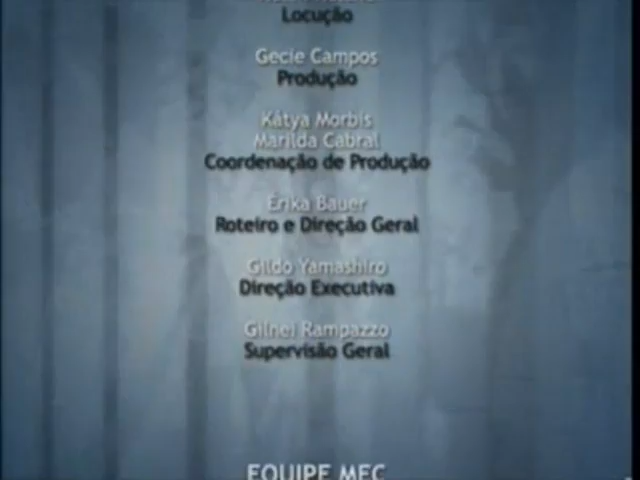 Locução
Gecie Campos
Produção
Kátya Morbis
Marilda Cabral
Coordenação de Produção
Érika Bauer
Roteiro e Direção Geral
Gildo Yamashiro
Direção Executiva
Gilnei Rampazzo
Supervisão Geral
EQUIPE MEC